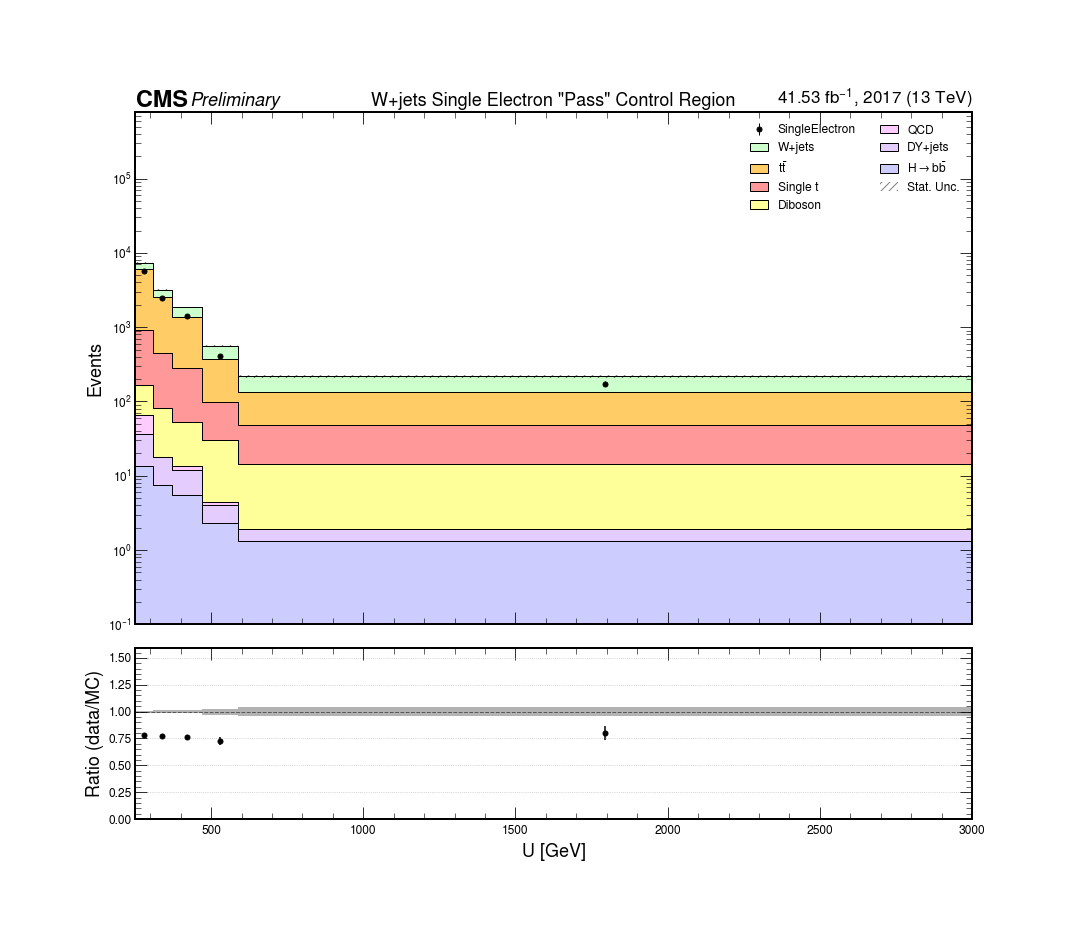 CMS Preliminary
W+jets Single Electron "Pass" Control Region
41.53 fb⁻¹, 2017 (13 TeV)
SingleElectron
W+jets
tt̄
Single t
Diboson
QCD
DY+jets
H→bb̄
Stat. Unc.
Events
10⁵
10⁴
10³
10²
10¹
10⁰
10⁻¹
Ratio (data/MC)
1.50
1.25
1.00
0.75
0.50
0.25
0.00
500
1000
1500
2000
2500
3000
U [GeV]